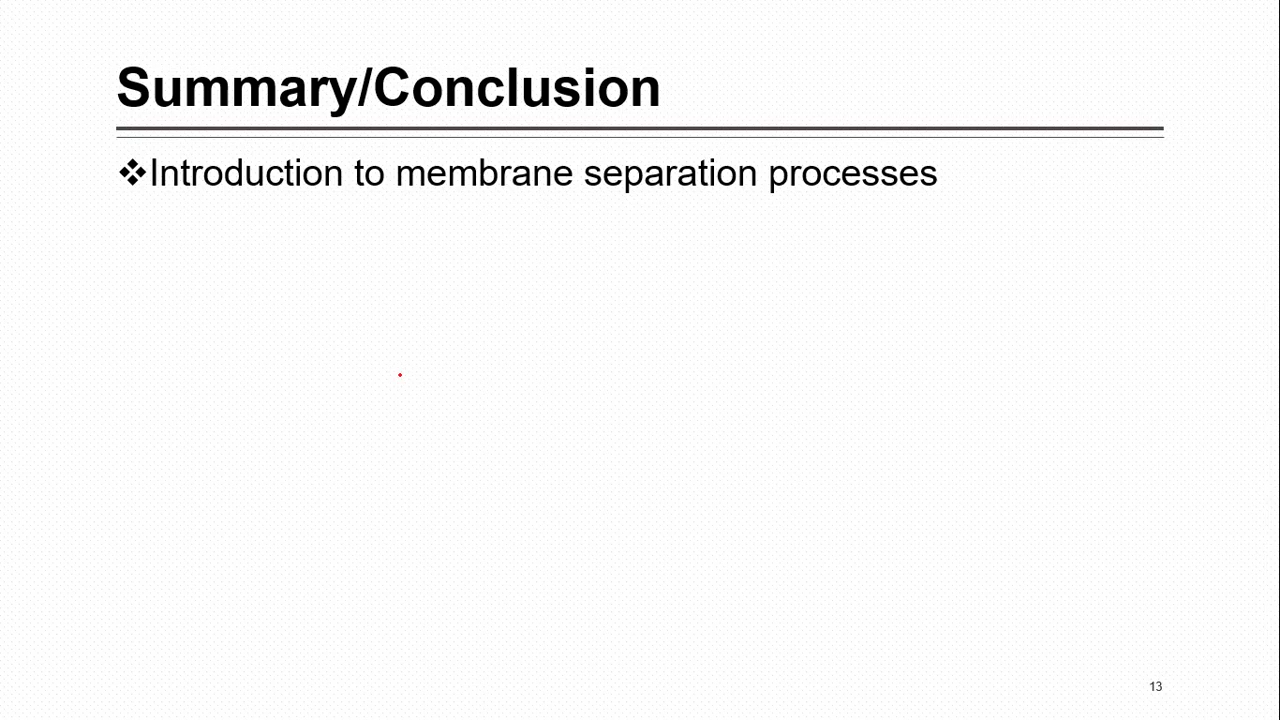 Summary/Conclusion
❖Introduction to membrane separation processes
13